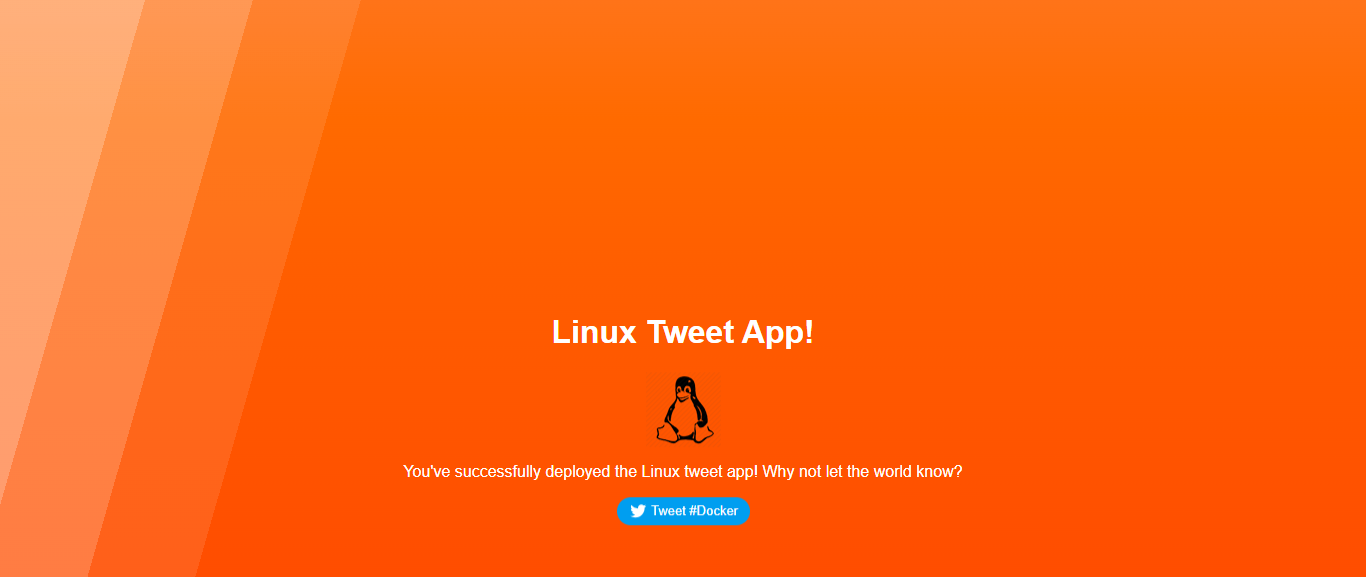 Linux Tweet App!
You've successfully deployed the Linux tweet app! Why not let the world know?
Tweet #Docker